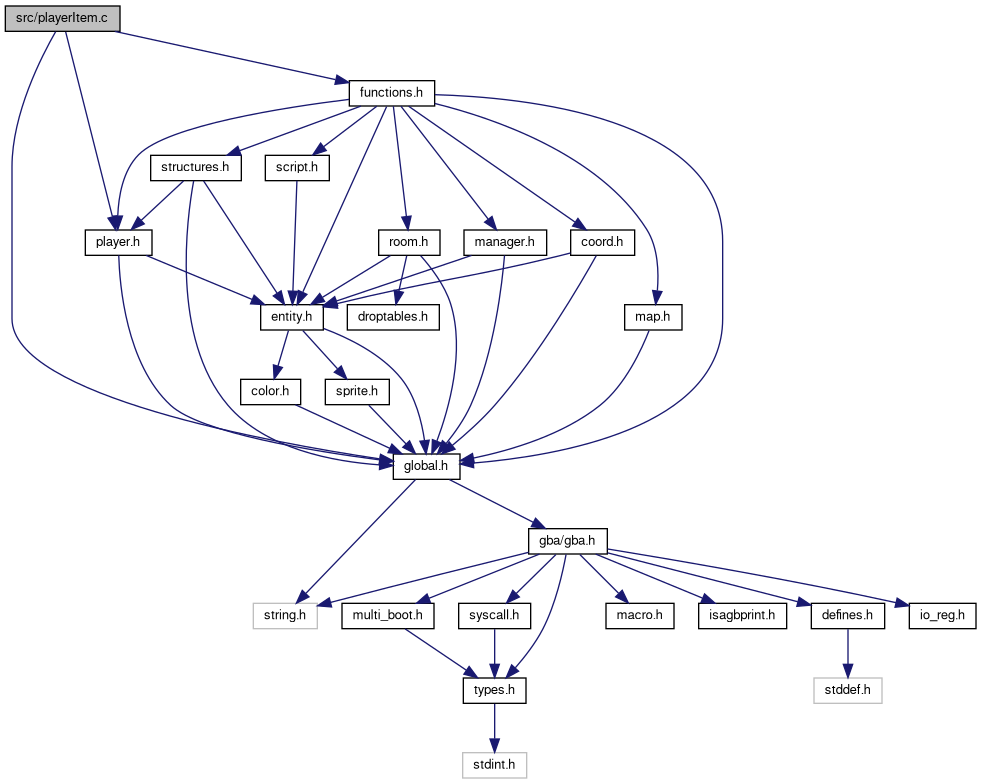 src/playerItem.c
functions.h
structures.h
script.h
player.h
room.h
manager.h
coord.h
entity.h
droptables.h
map.h
color.h
sprite.h
global.h
gba/gba.h
string.h
multi_boot.h
syscall.h
macro.h
isagbprint.h
defines.h
io_reg.h
types.h
stddef.h
stdint.h